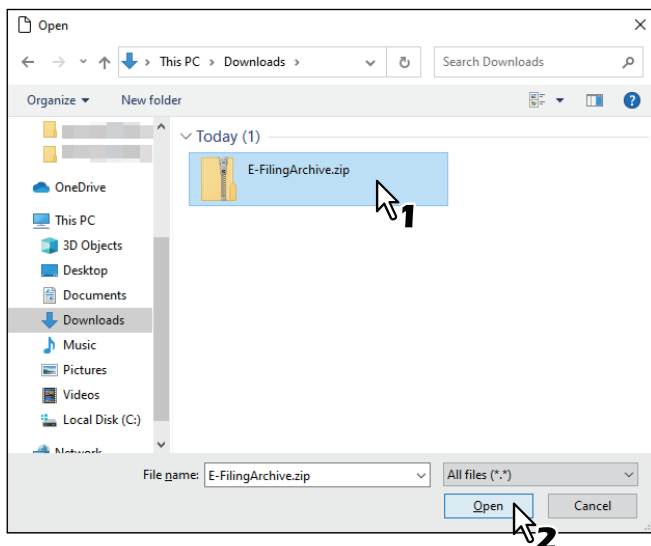 Open
This PC > Downloads >
Search Downloads
Organize
New folder
?
Today (1)
E-FilingArchive.zip
1
OneDrive
This PC
3D Objects
Desktop
Documents
Downloads
Music
Pictures
Videos
Local Disk (C:)
Network
File name: E-FilingArchive.zip
All files (*.*)
Open
Cancel
2